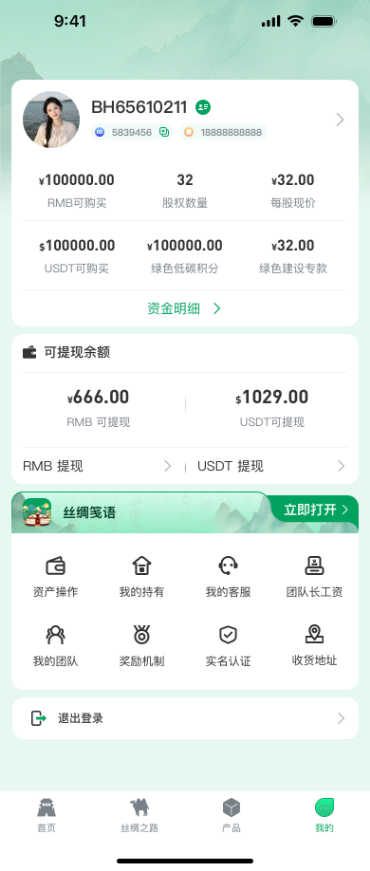 9:41
BH65610211
5839456 18888888888
¥100000.00 32 ¥32.00
RMB可购买 股权数量 每股现价
$100000.00 ¥100000.00 ¥32.00
USDT可购买 绿色低碳积分 绿色建设专款
资金明细
可提现余额
¥666.00 $1029.00
RMB 可提现 USDT可提现
RMB 提现 USDT 提现
丝绸笺语 立即打开
资产操作 我的持有 我的客服 团队长工资
我的团队 奖励机制 实名认证 收货地址
退出登录
首页 丝绸之路 产品 我的